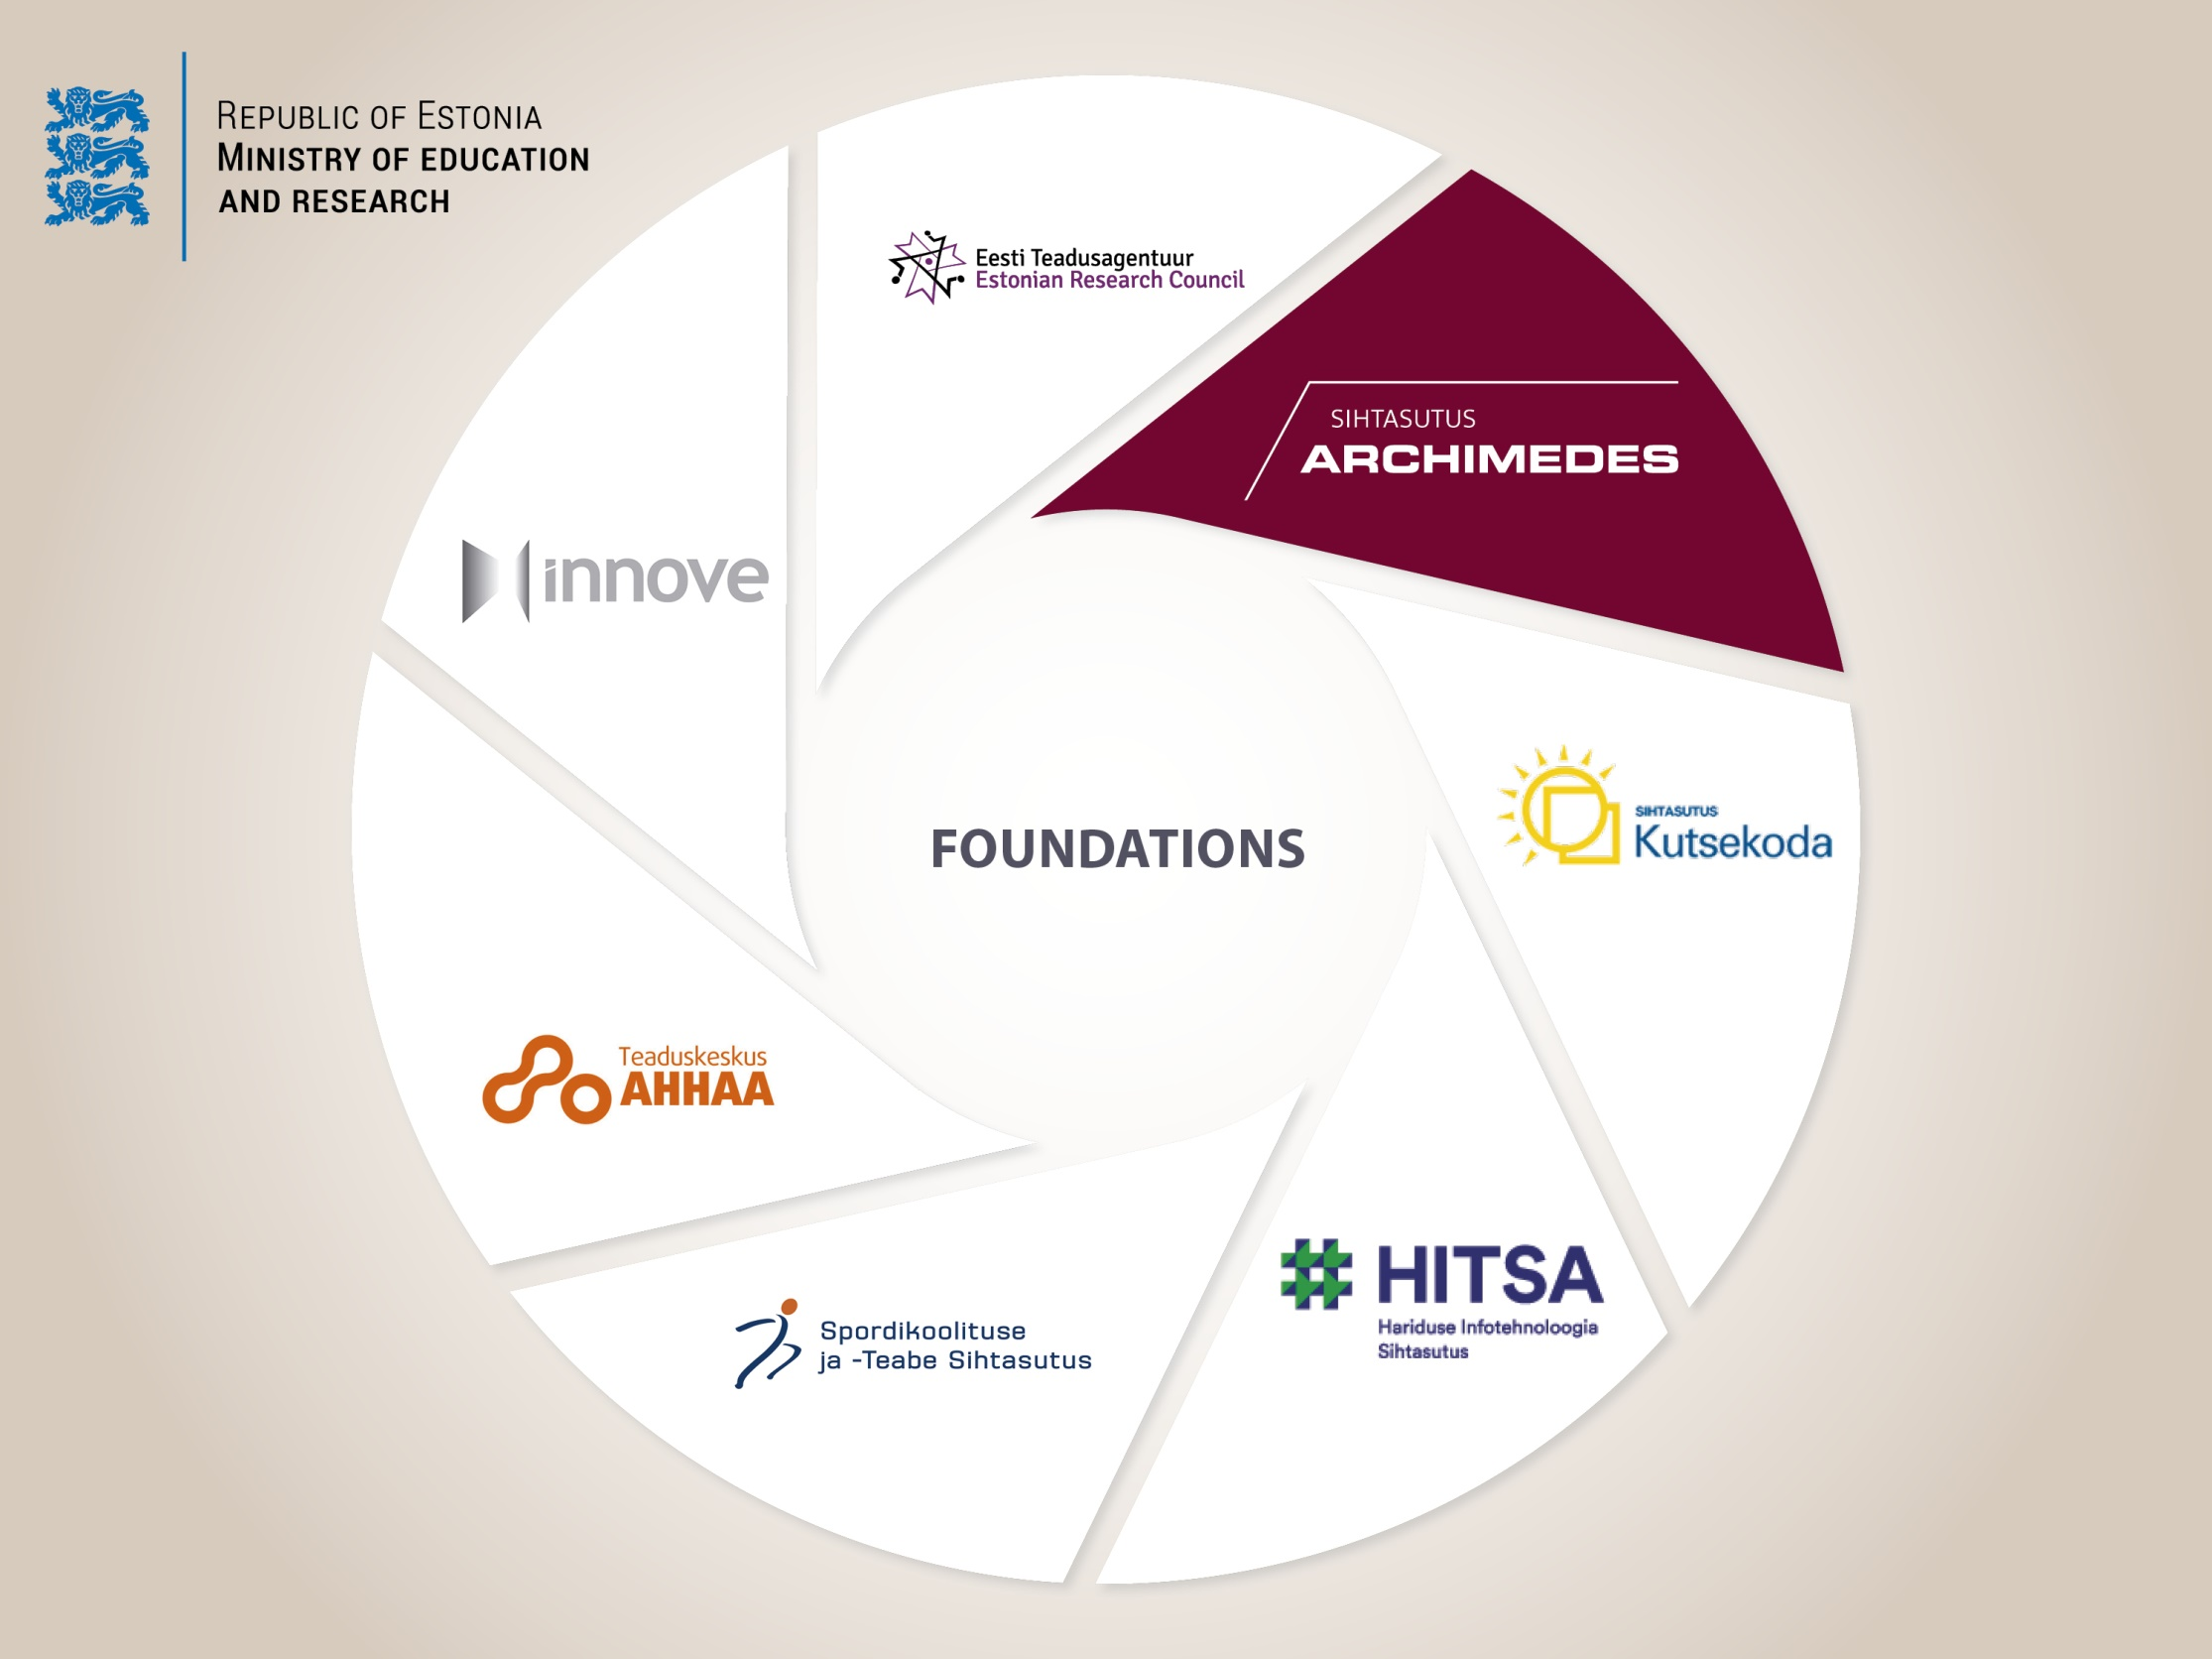 REPUBLIC OF ESTONIA
MINISTRY OF EDUCATION
AND RESEARCH
Eesti Teadusagentuur
Estonian Research Council
SIHTASUTUS
ARCHIMEDES
innove
SIHTASUTUS
Kutsekoda
FOUNDATIONS
Teaduskeskus
AHHAA
HITSA
Hariduse Infotehnoloogia
Sihtasutus
Spordikoolituse
ja -Teabe Sihtasutus